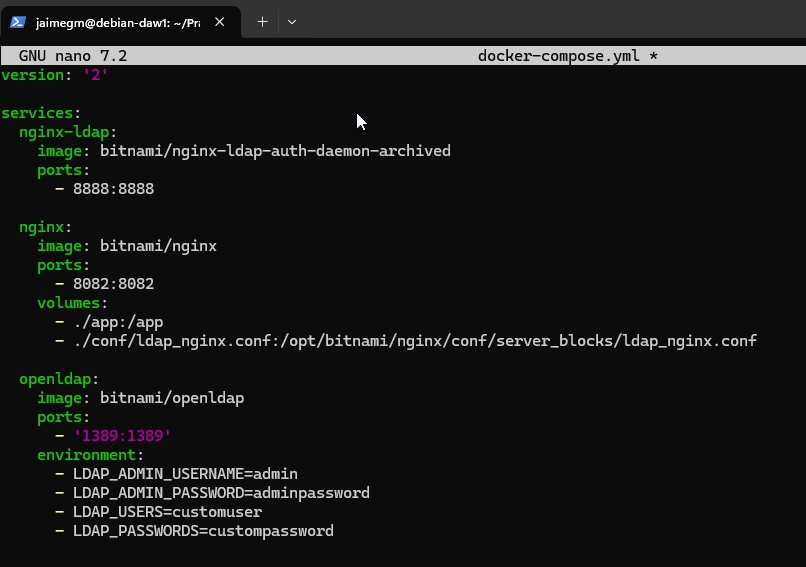 jaimegm@debian-daw1: ~/Pra
GNU nano 7.2 docker-compose.yml *
version: '2'

services:
  nginx-ldap:
    image: bitnami/nginx-ldap-auth-daemon-archived
    ports:
      - 8888:8888

  nginx:
    image: bitnami/nginx
    ports:
      - 8082:8082
    volumes:
      - ./app:/app
      - ./conf/ldap_nginx.conf:/opt/bitnami/nginx/conf/server_blocks/ldap_nginx.conf

  openldap:
    image: bitnami/openldap
    ports:
      - '1389:1389'
    environment:
      - LDAP_ADMIN_USERNAME=admin
      - LDAP_ADMIN_PASSWORD=adminpassword
      - LDAP_USERS=customuser
      - LDAP_PASSWORDS=custompassword